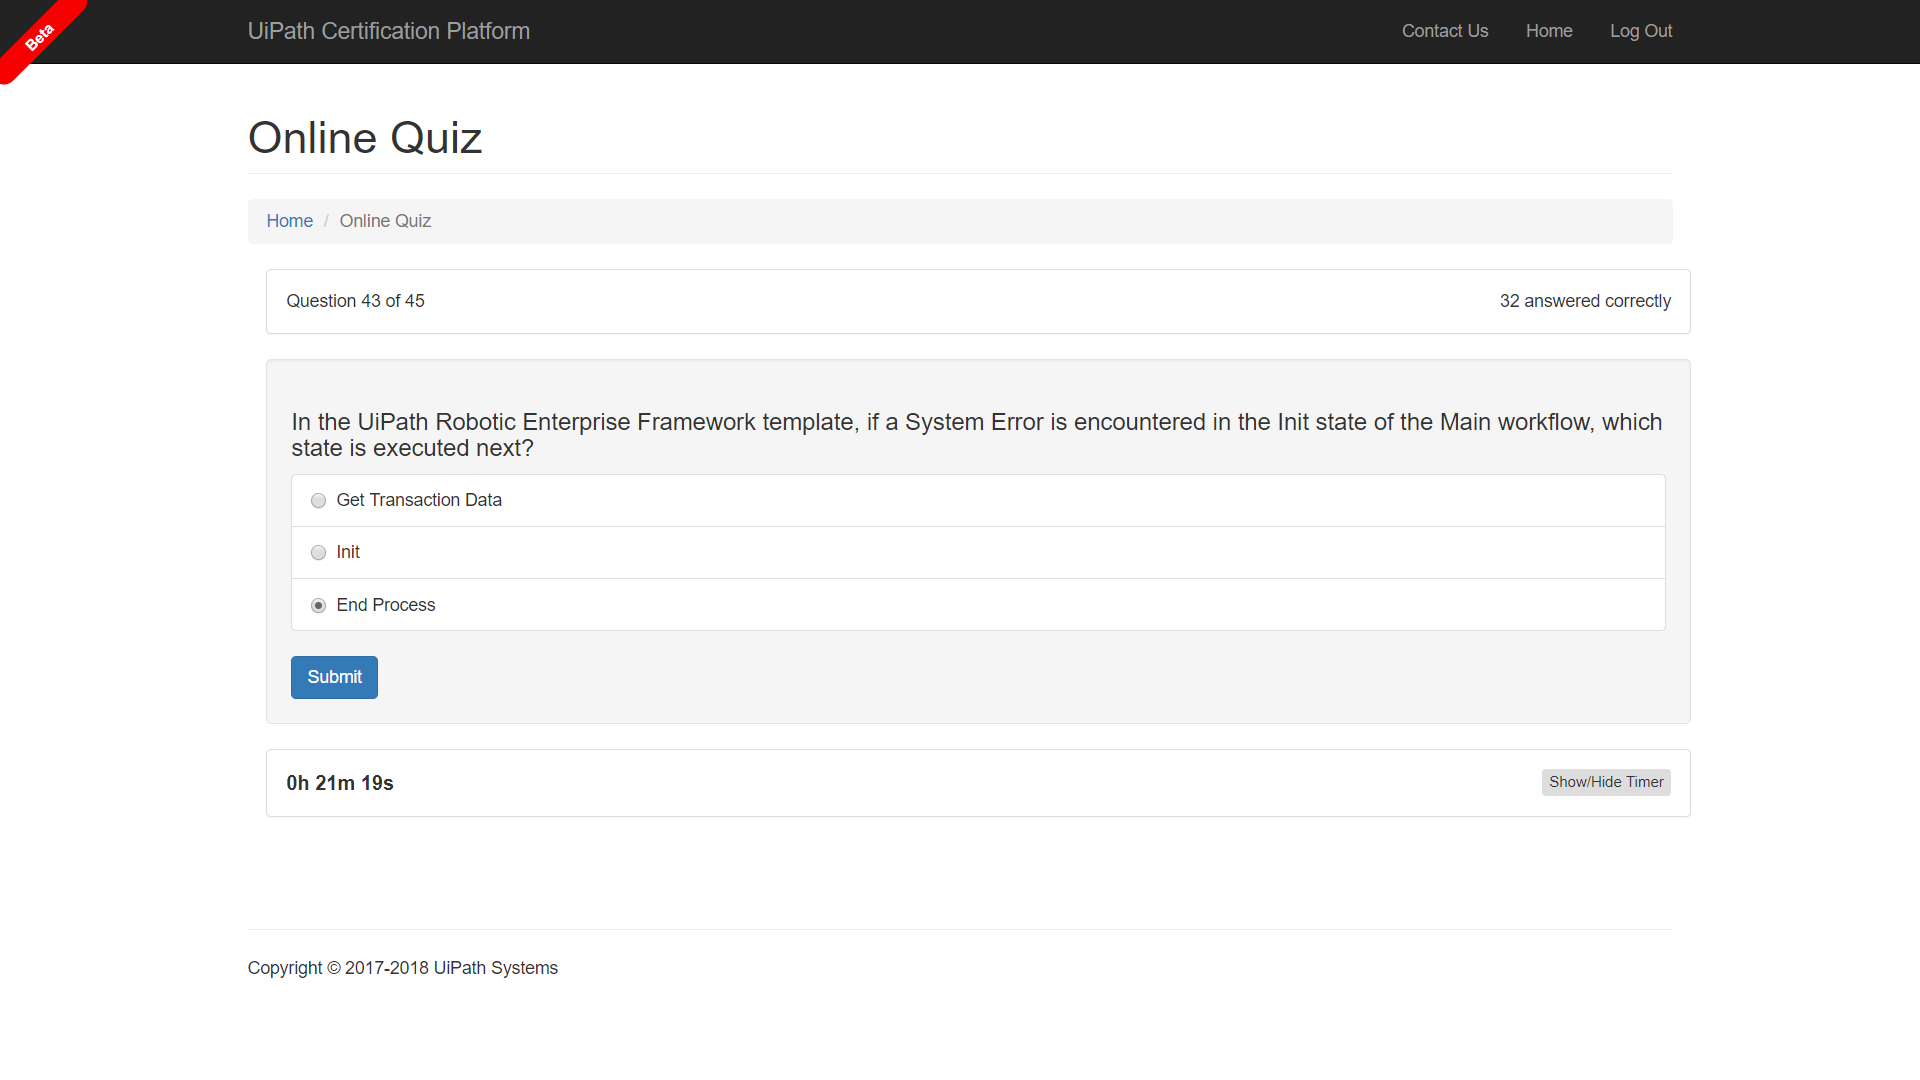 Beta
UiPath Certification Platform
Contact Us
Home
Log Out
Online Quiz
Home / Online Quiz
Question 43 of 45
32 answered correctly
In the UiPath Robotic Enterprise Framework template, if a System Error is encountered in the Init state of the Main workflow, which
state is executed next?
Get Transaction Data
Init
End Process
Submit
0h 21m 19s
Show/Hide Timer
Copyright © 2017-2018 UiPath Systems